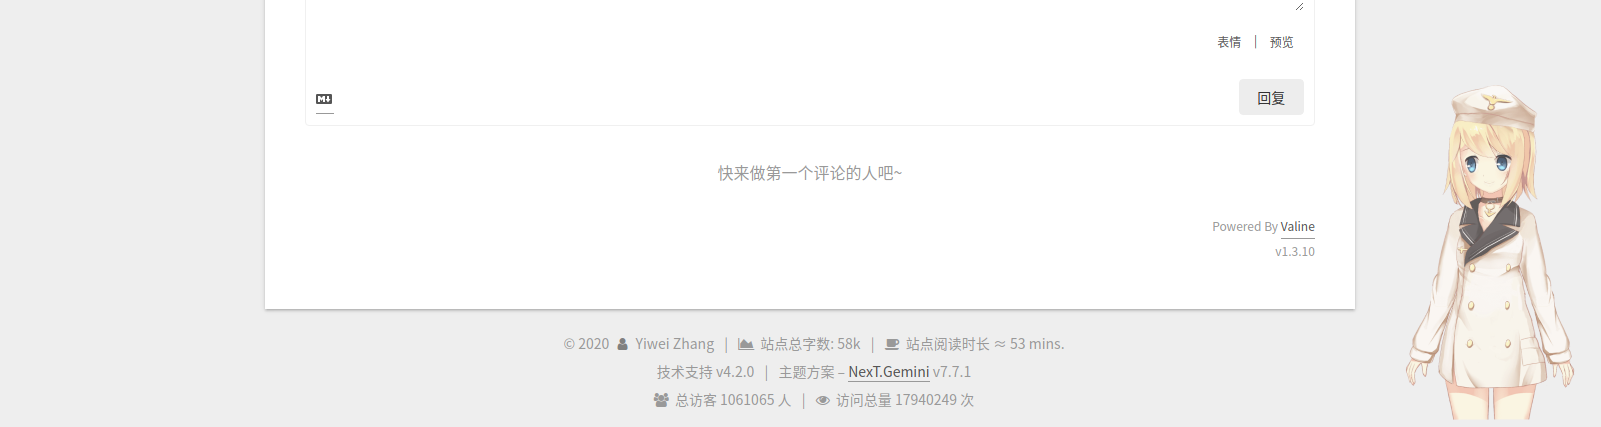 表情 | 预览
回复
快来做第一个评论的人吧~
Powered By Valine
v1.3.10
© 2020 Yiwei Zhang | 站点总字数: 58k | 站点阅读时长 ≈ 53 mins.
技术支持 v4.2.0 | 主题方案 – NexT.Gemini v7.7.1
总访客 1061065 人 | 访问总量 17940249 次